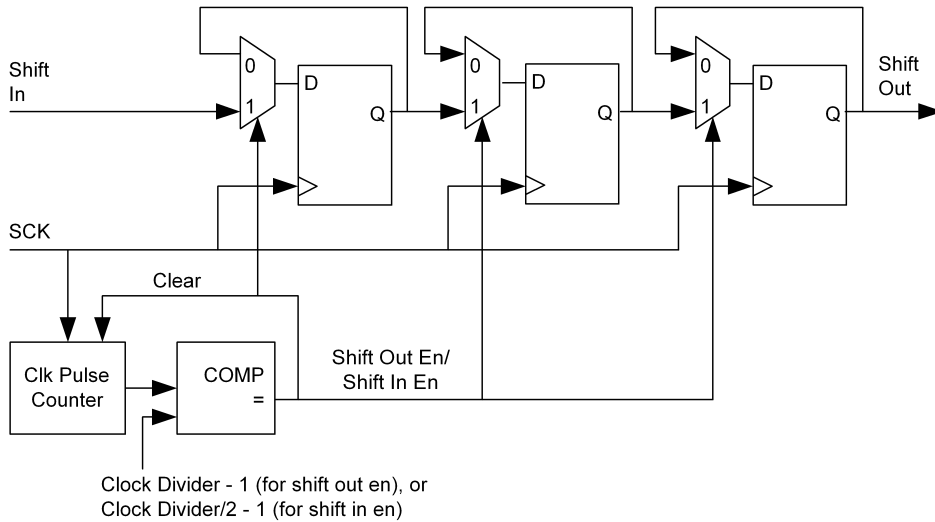 Shift
In
0
1
D
Q
0
1
D
Q
0
1
D
Q
Shift
Out
SCK
Clear
Clk Pulse
Counter
COMP
=
Shift Out En/
Shift In En
Clock Divider - 1 (for shift out en), or
Clock Divider/2 - 1 (for shift in en)